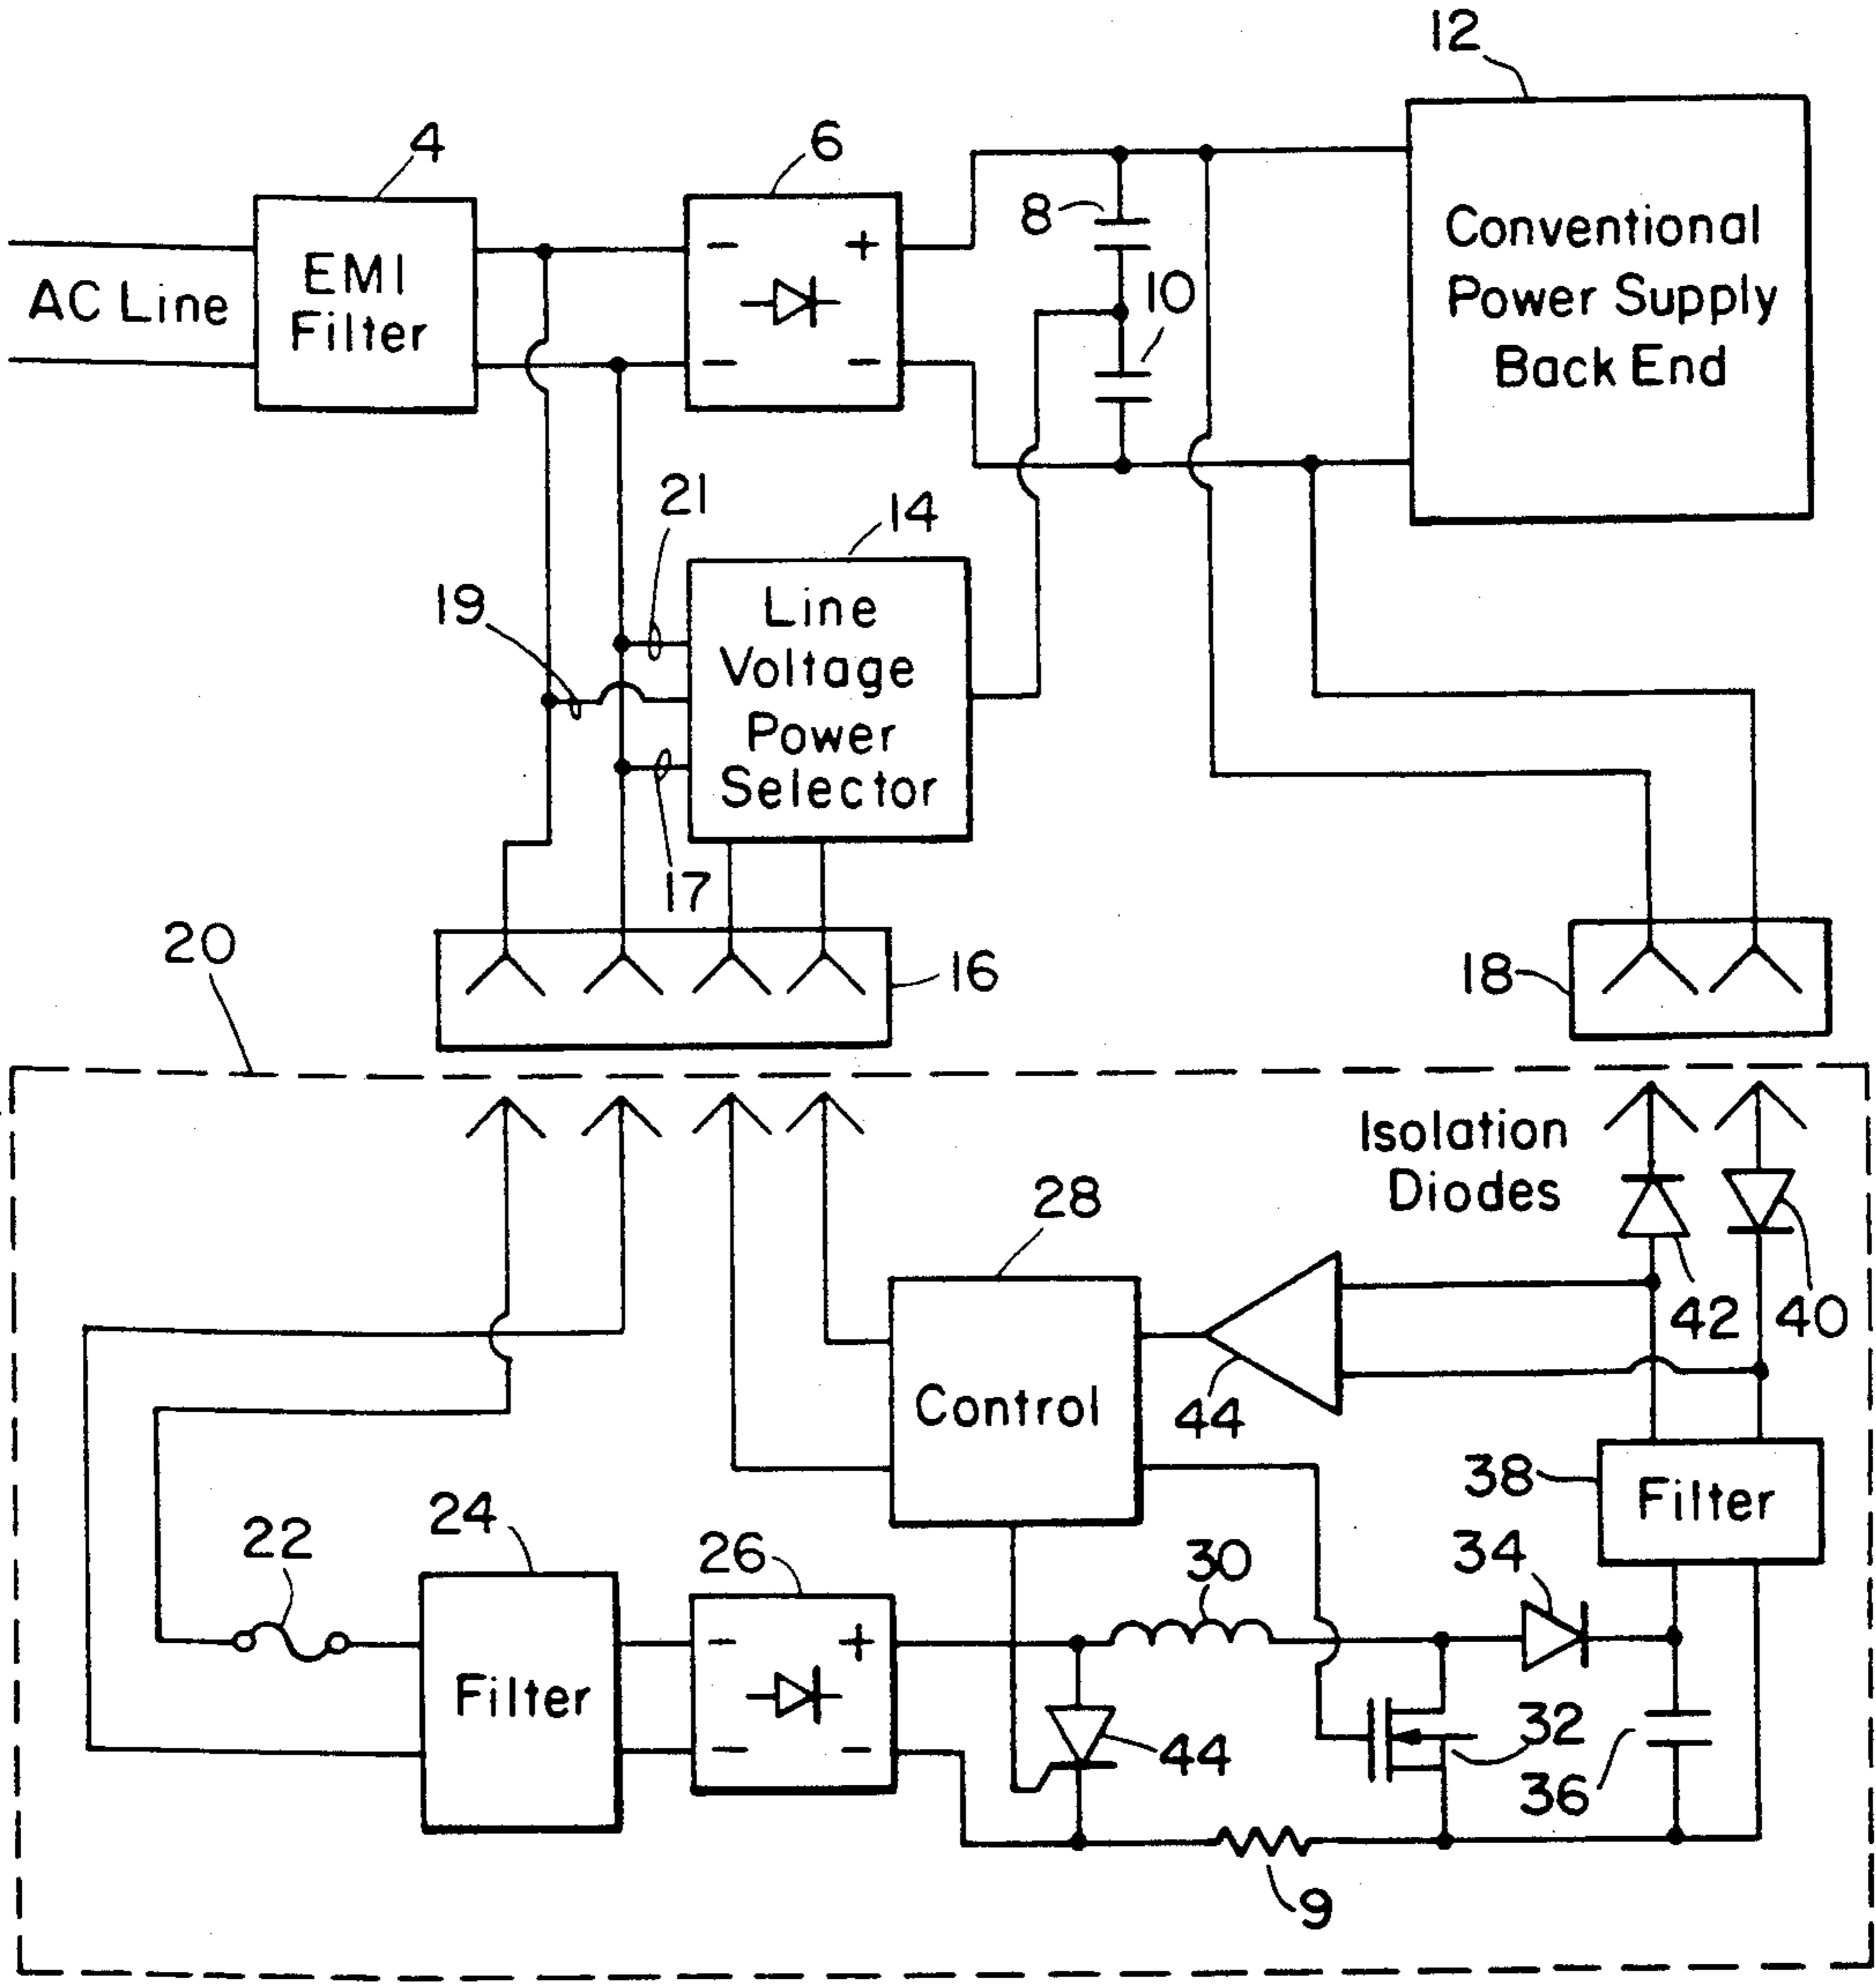 12
4
6
8
Conventional
Power Supply
Back End
AC Line
EMI
Filter
− +
− −
10
21
14
19
Line
Voltage
Power
Selector
17
20
16
18
Isolation
Diodes
28
42
40
Control
44
38
Filter
24
22
26
30
34
Filter
− +
− −
44
32
36
9